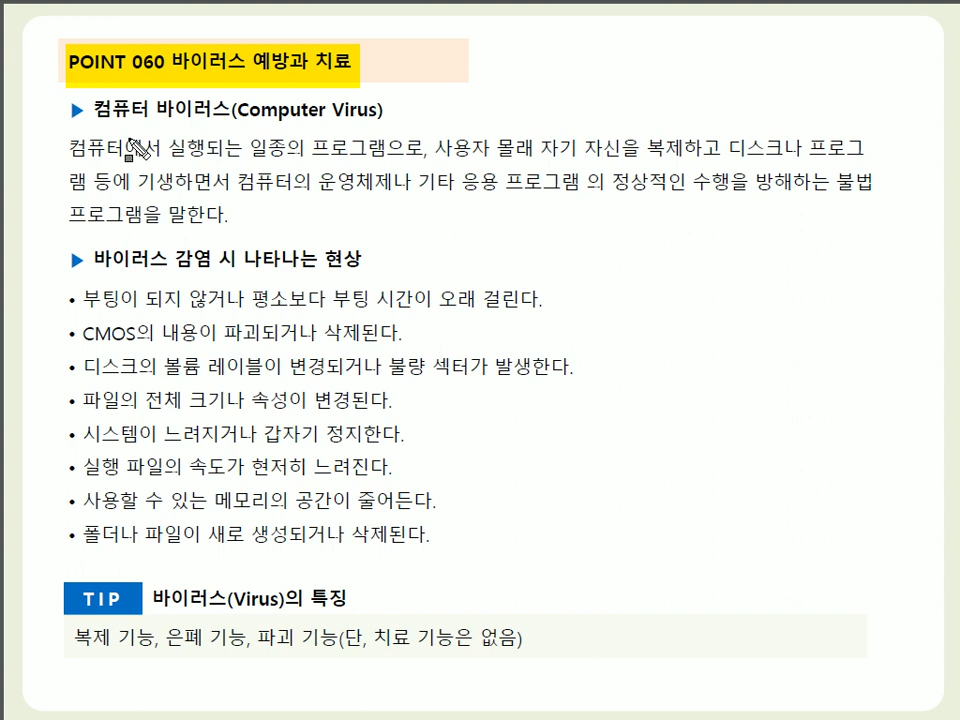 POINT 060 바이러스 예방과 치료
▶ 컴퓨터 바이러스(Computer Virus)
컴퓨터에서 실행되는 일종의 프로그램으로, 사용자 몰래 자기 자신을 복제하고 디스크나 프로그
램 등에 기생하면서 컴퓨터의 운영체제나 기타 응용 프로그램 의 정상적인 수행을 방해하는 불법
프로그램을 말한다.
▶ 바이러스 감염 시 나타나는 현상
• 부팅이 되지 않거나 평소보다 부팅 시간이 오래 걸린다.
• CMOS의 내용이 파괴되거나 삭제된다.
• 디스크의 볼륨 레이블이 변경되거나 불량 섹터가 발생한다.
• 파일의 전체 크기나 속성이 변경된다.
• 시스템이 느려지거나 갑자기 정지한다.
• 실행 파일의 속도가 현저히 느려진다.
• 사용할 수 있는 메모리의 공간이 줄어든다.
• 폴더나 파일이 새로 생성되거나 삭제된다.
TIP 바이러스(Virus)의 특징
복제 기능, 은폐 기능, 파괴 기능(단, 치료 기능은 없음)